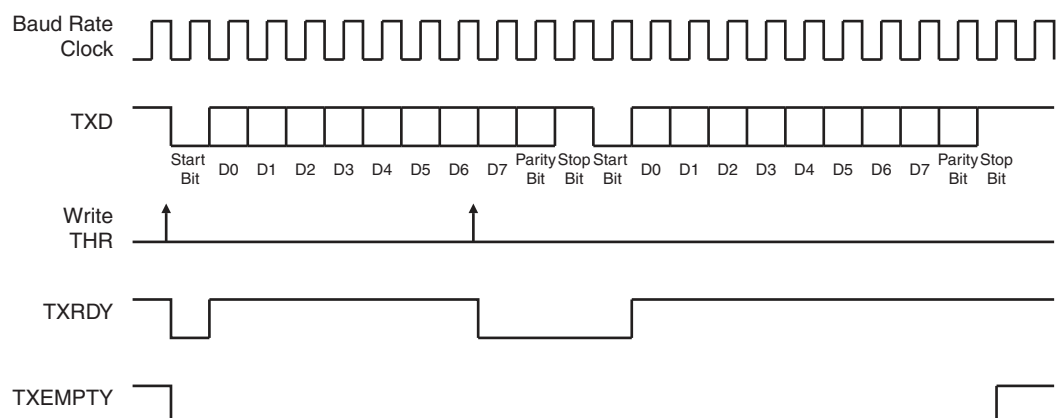 Baud Rate
Clock
TXD
Start
Bit
D0
D1
D2
D3
D4
D5
D6
D7
Parity
Bit
Stop
Bit
Start
Bit
D0
D1
D2
D3
D4
D5
D6
D7
Parity
Bit
Stop
Bit
Write
THR
TXRDY
TXEMPTY